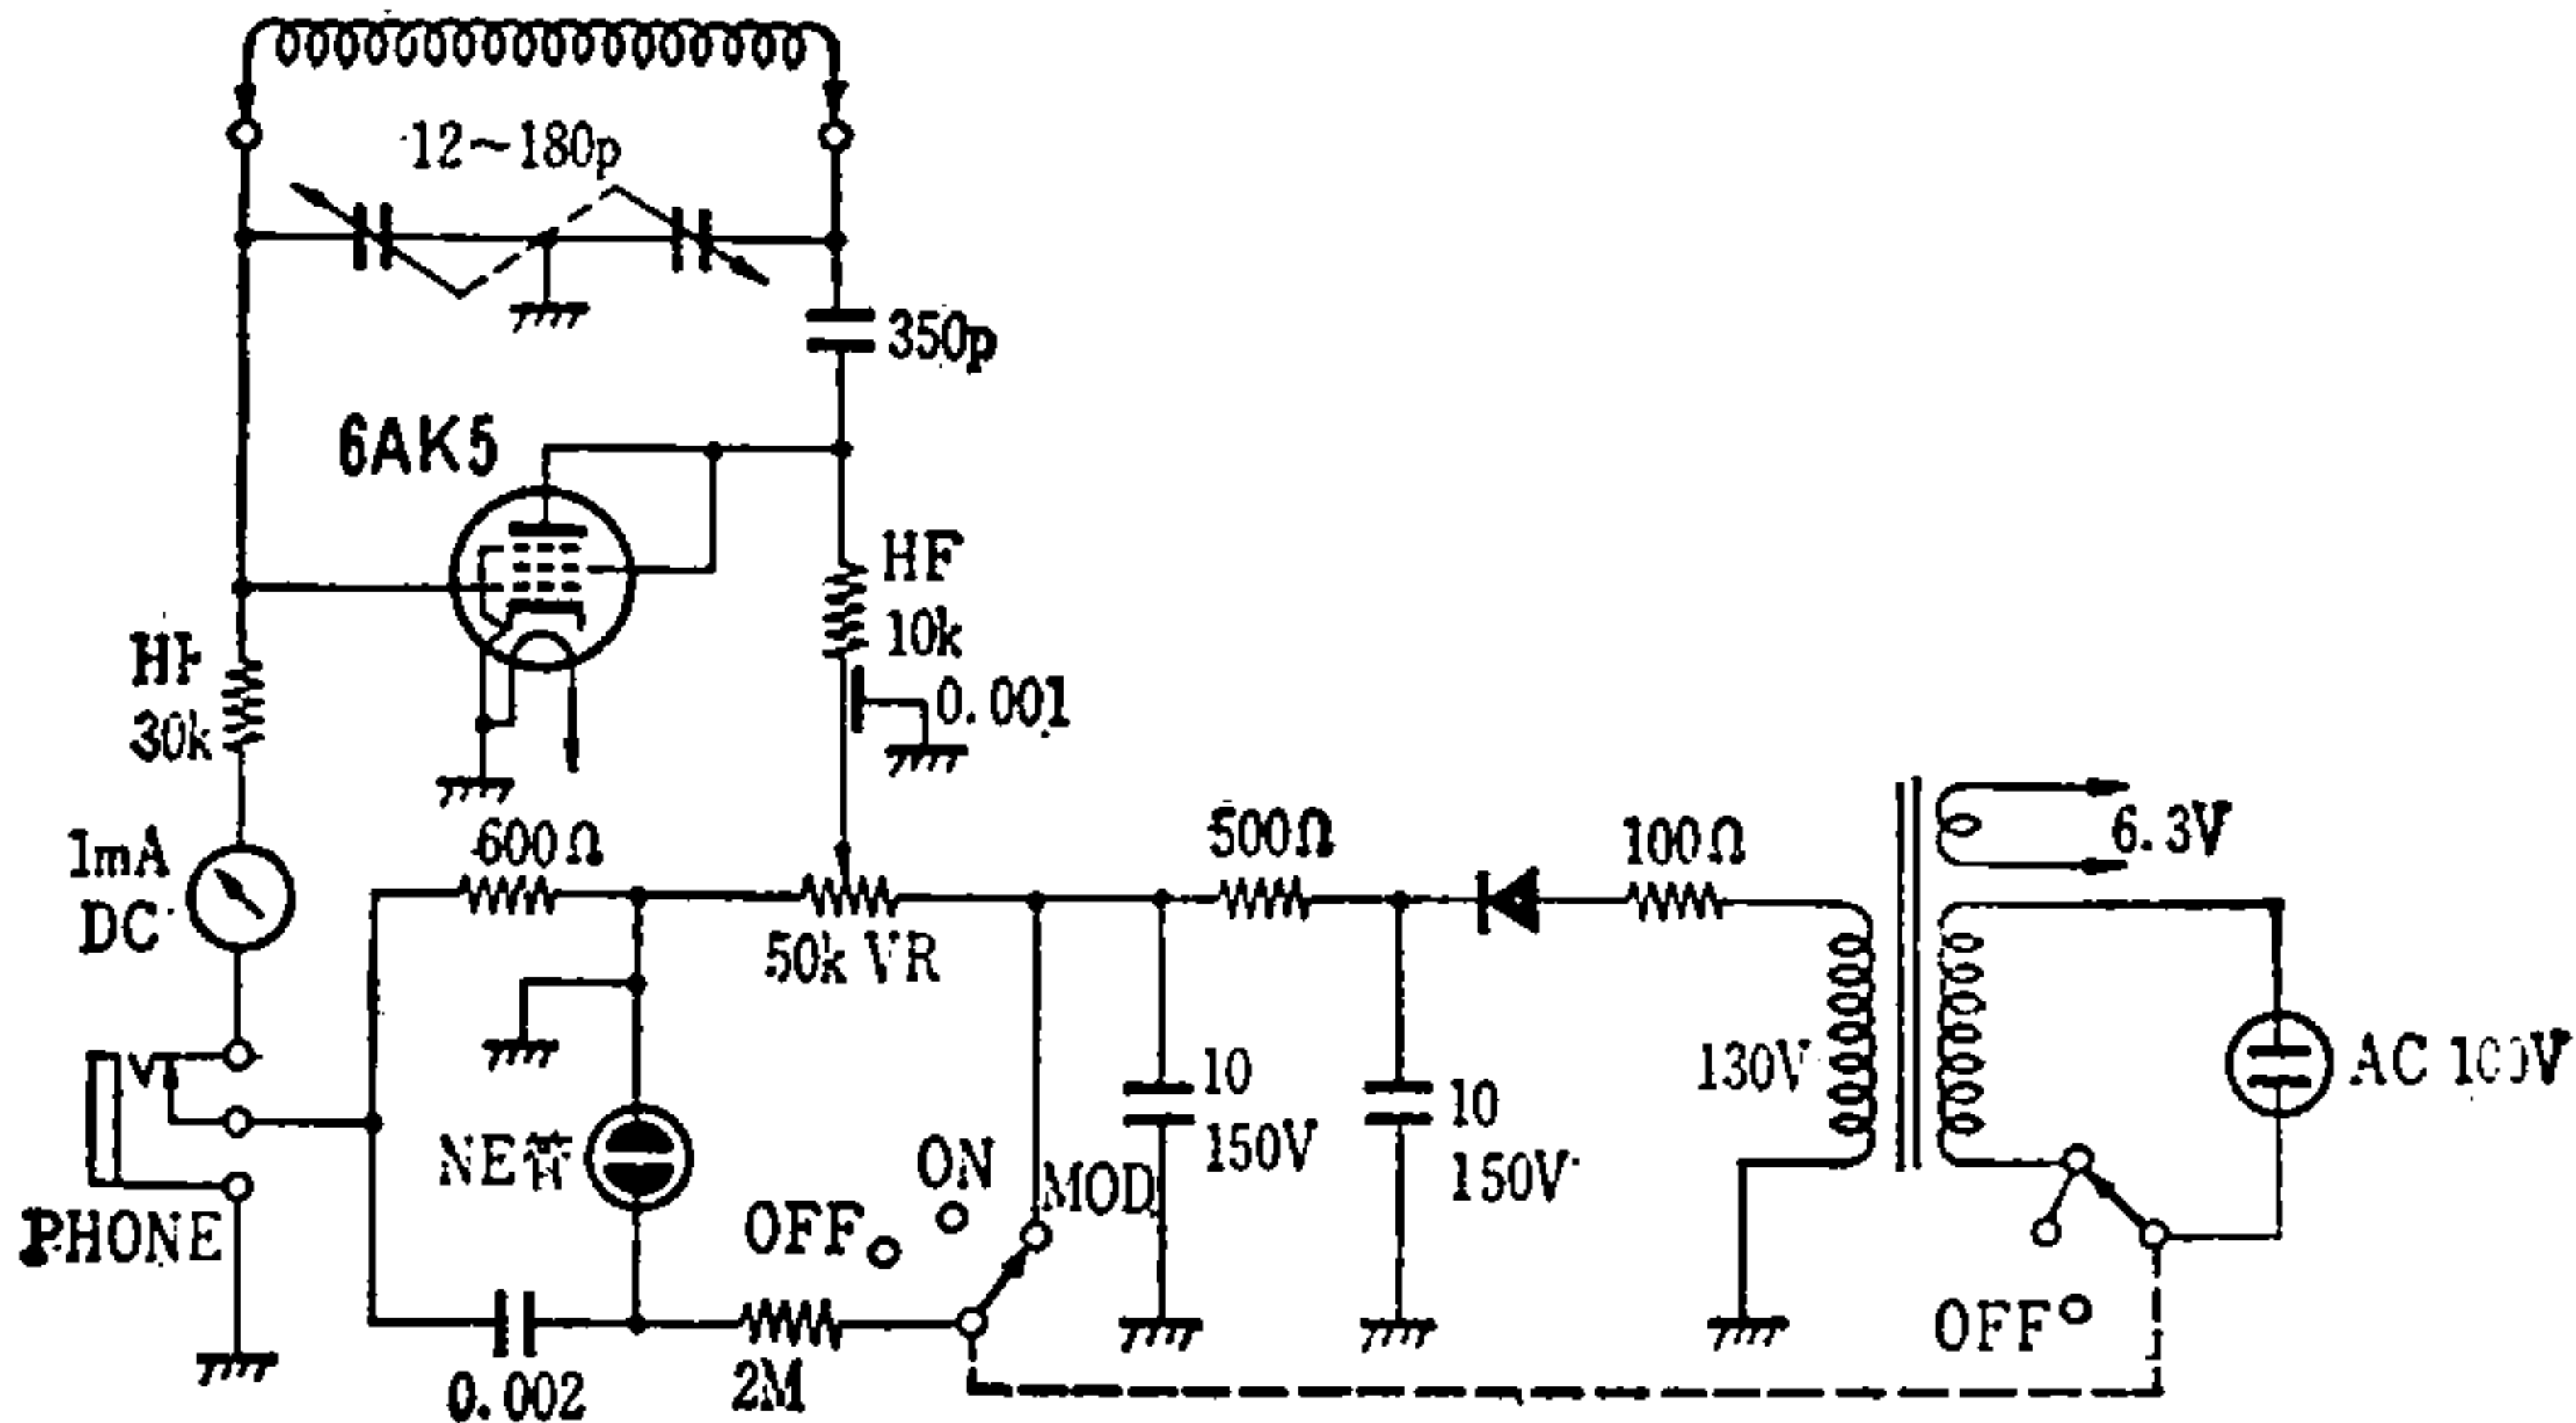 12～180p
350p
6AK5
HF
10k
HF
30k
0.001
1mA
DC
600Ω
500Ω
100Ω
6.3V
50k VR
130V
AC 100V
10
150V
10
150V
NE管
ON
MOD
OFF
PHONE
OFF
0.002
2M